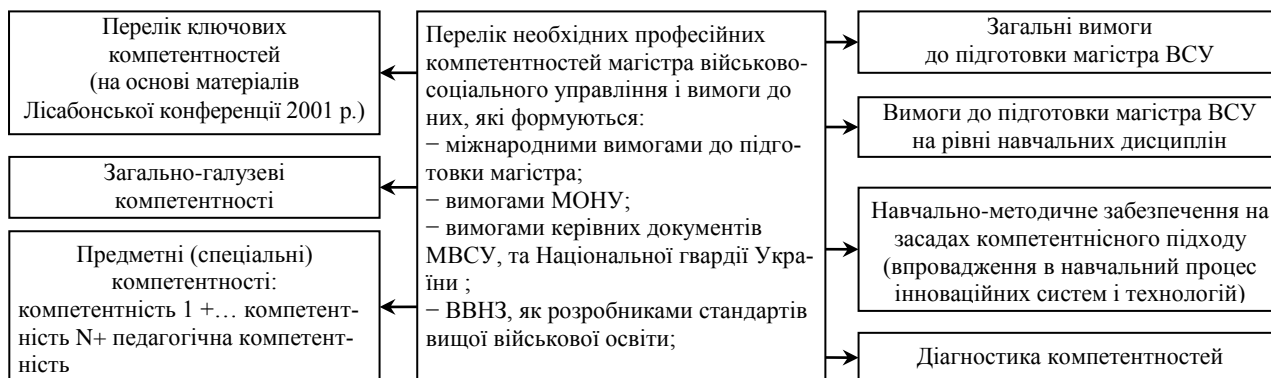 Перелік ключових
компетентностей
(на основі матеріалів
Лісабонської конференції 2001 р.)
Загально-галузеві
компетентності
Предметні (спеціальні)
компетентності:
компетентність 1 +… компетент-
ність N+ педагогічна компетент-
ність
Перелік необхідних професійних
компетентностей магістра військово-
соціального управління і вимоги до
них, які формуються:
− міжнародними вимогами до підго-
товки магістра;
− вимогами МОНУ;
− вимогами керівних документів
МВСУ, та Національної гвардії Укра-
їни ;
− ВВНЗ, як розробниками стандартів
вищої військової освіти;
Загальні вимоги
до підготовки магістра ВСУ
Вимоги до підготовки магістра ВСУ
на рівні навчальних дисциплін
Навчально-методичне забезпечення на
засадах компетентнісного підходу
(впровадження в навчальний процес
інноваційних систем і технологій)
Діагностика компетентностей